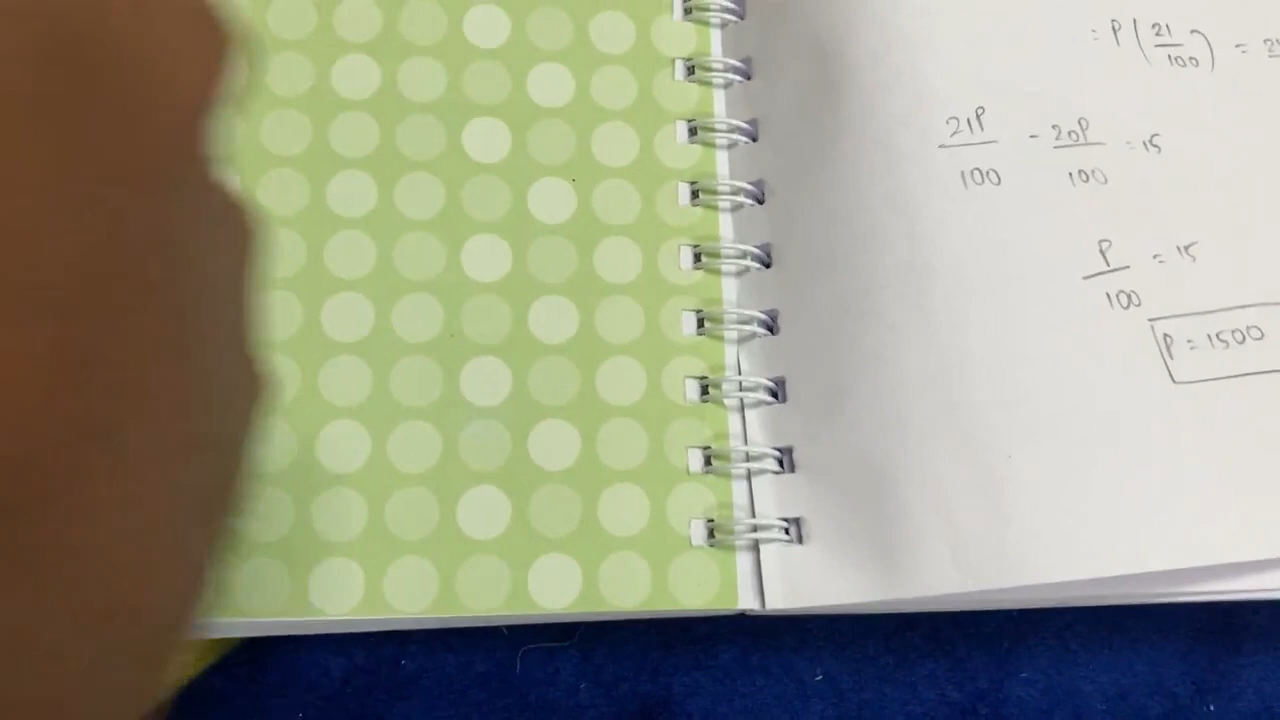 = P(21/100) =
21P/100 - 20P/100 = 15
P/100 = 15
P = 1500